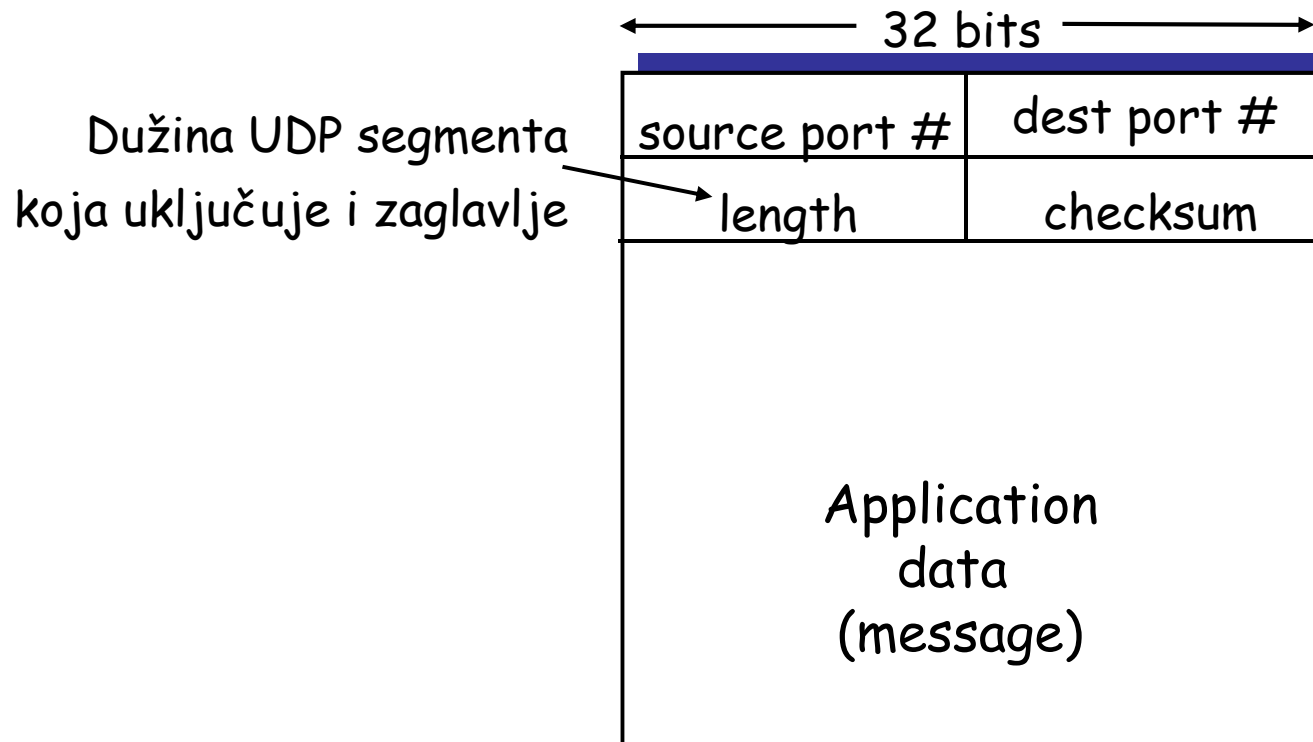 32 bits
Dužina UDP segmenta
koja uključuje i zaglavlje
source port #
dest port #
length
checksum
Application
data
(message)